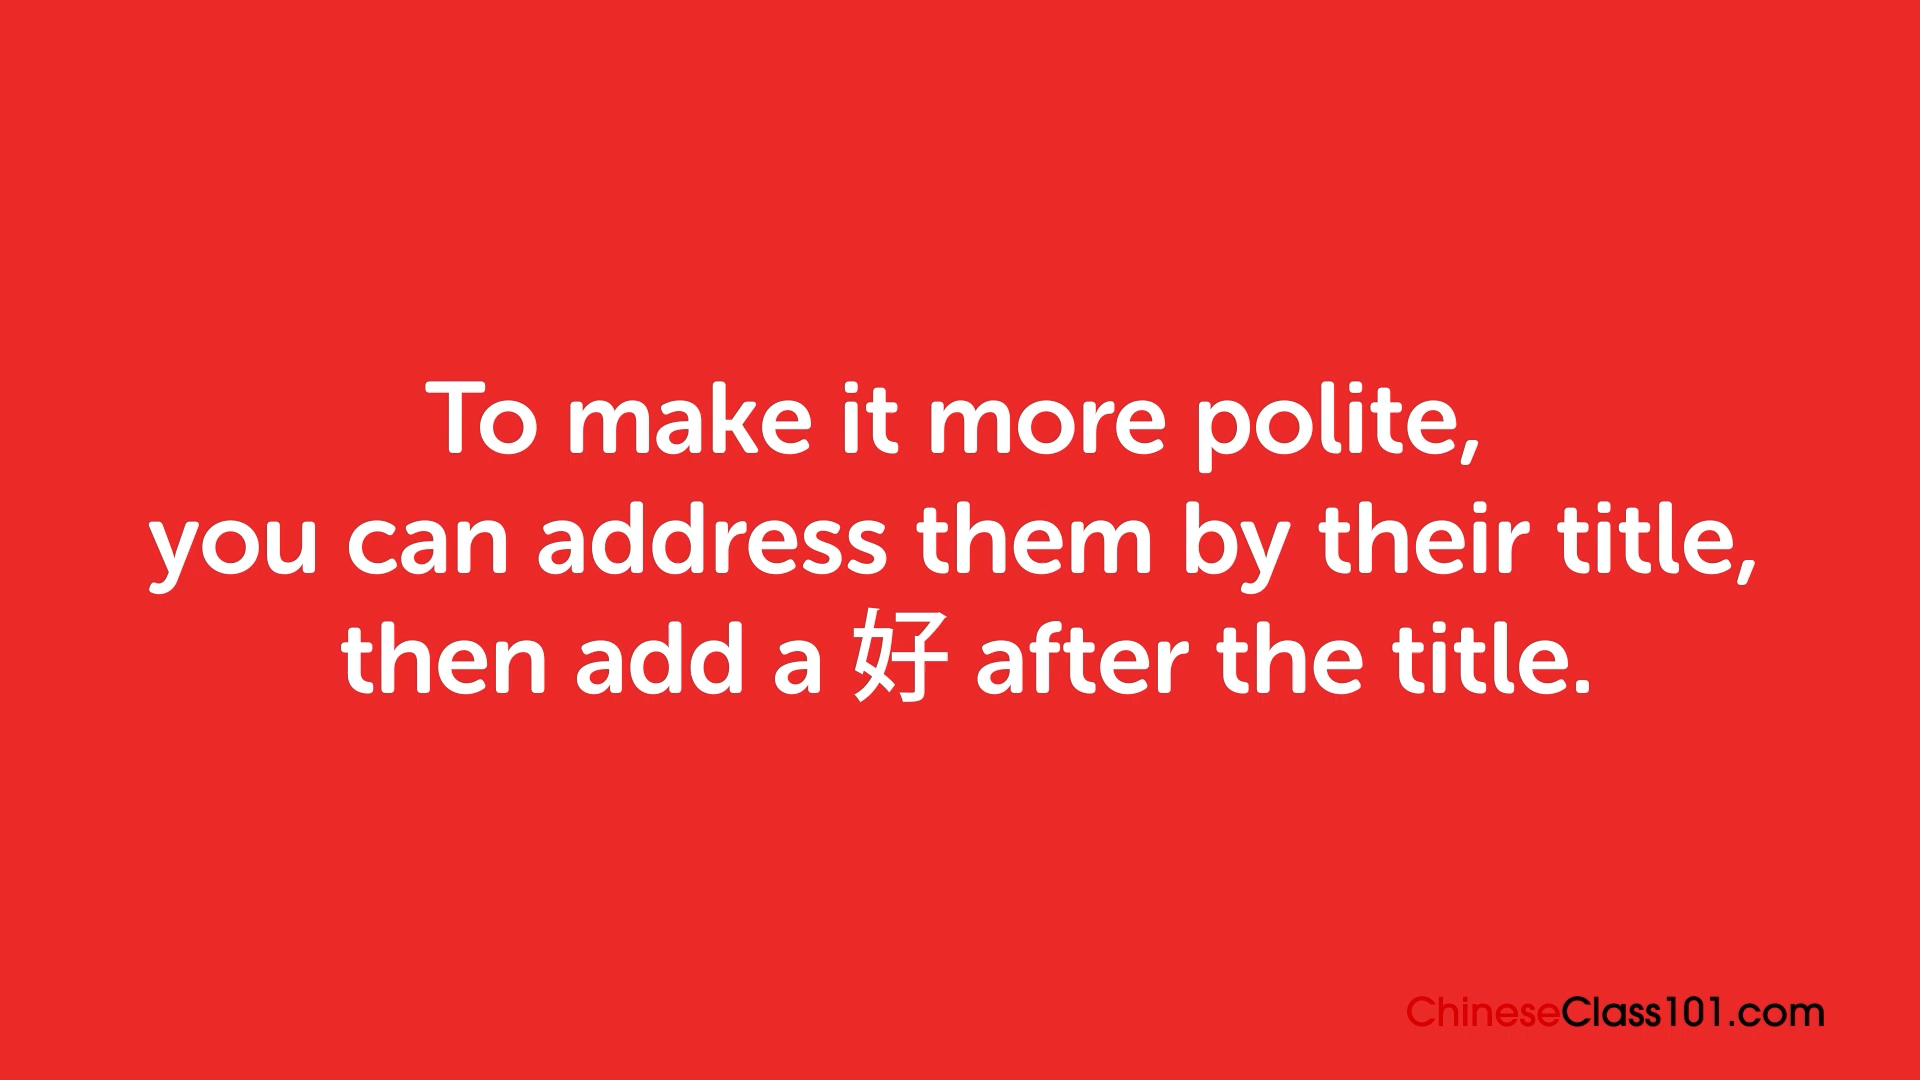 To make it more polite,
you can address them by their title,
then add a 好 after the title.
ChineseClass101.com